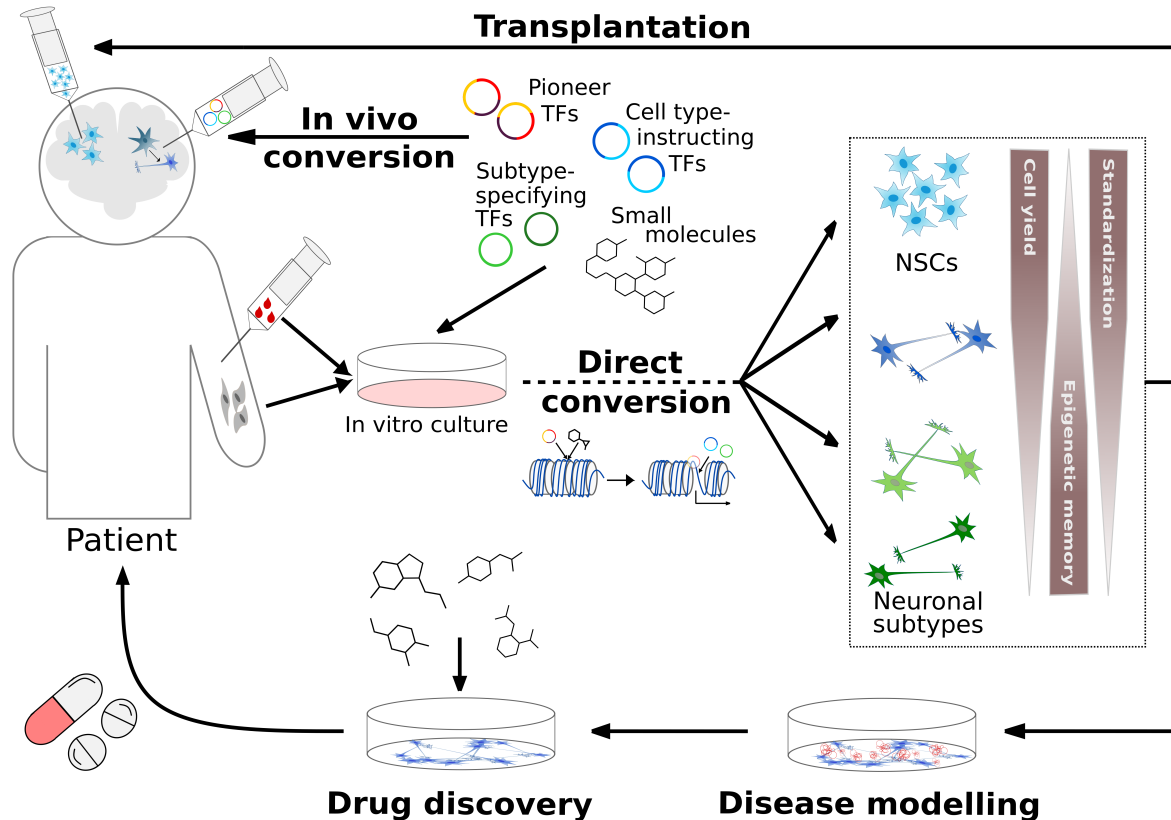 Transplantation
Pioneer
TFs
In vivo
conversion
Cell type-
instructing
TFs
Subtype-
specifying
TFs
Small
molecules
NSCs
Cell yield
Epigenetic memory
Standardization
Direct
conversion
In vitro culture
Patient
Neuronal
subtypes
Drug discovery
Disease modelling